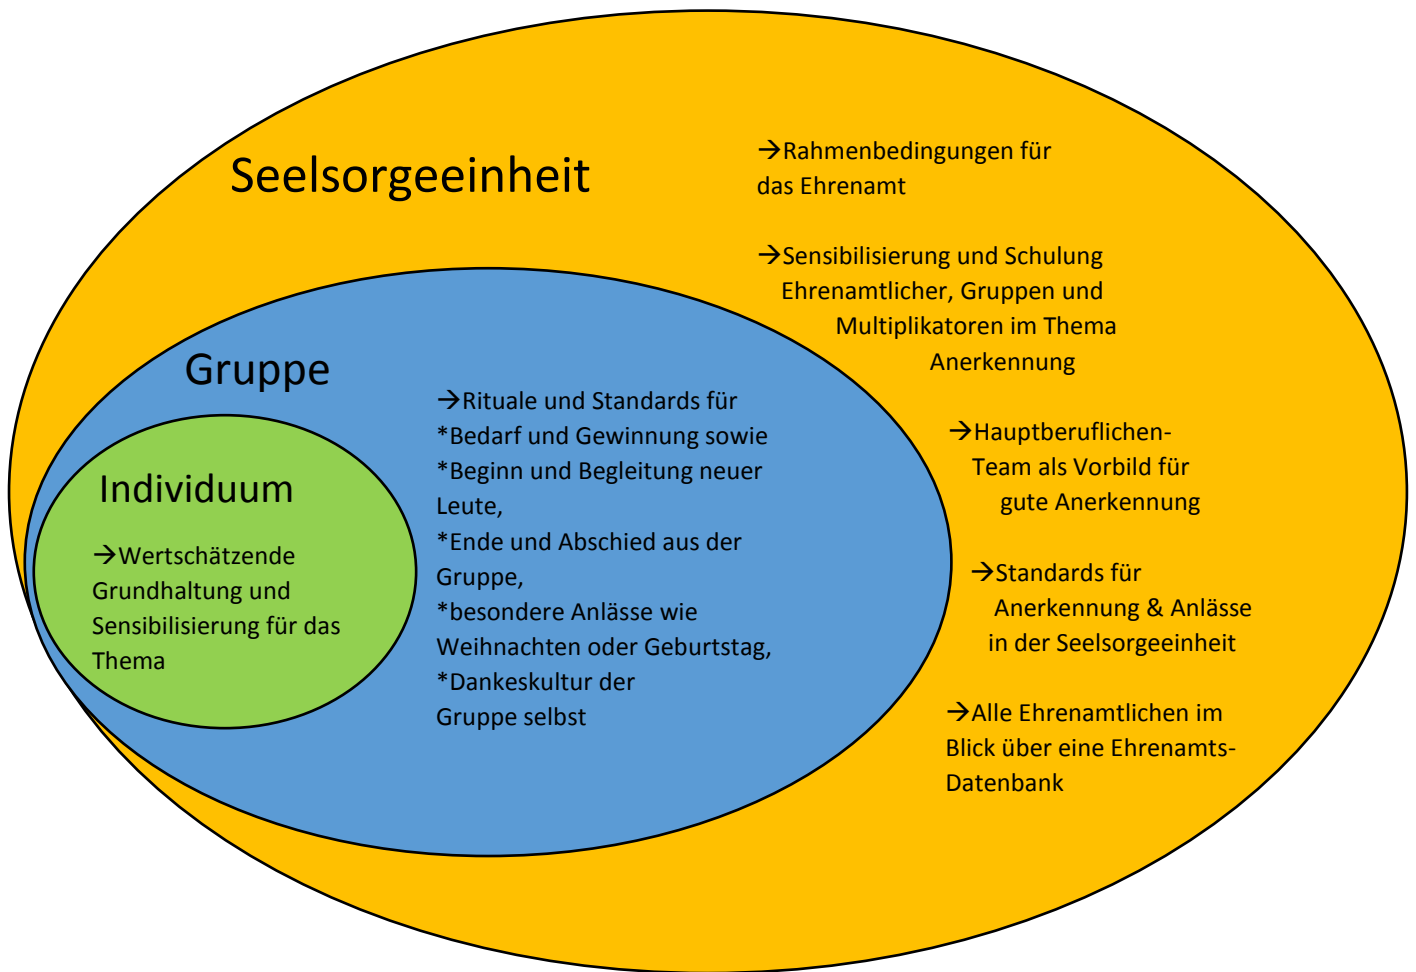 Seelsorgeeinheit
→Rahmenbedingungen für
das Ehrenamt
→Sensibilisierung und Schulung
Ehrenamtlicher, Gruppen und
Multiplikatoren im Thema
Anerkennung
→Hauptberuflichen-
Team als Vorbild für
gute Anerkennung
→Standards für
Anerkennung & Anlässe
in der Seelsorgeeinheit
→Alle Ehrenamtlichen im
Blick über eine Ehrenamts-
Datenbank
Gruppe
→Rituale und Standards für
*Bedarf und Gewinnung sowie
*Beginn und Begleitung neuer
Leute,
*Ende und Abschied aus der
Gruppe,
*besondere Anlässe wie
Weihnachten oder Geburtstag,
*Dankeskultur der
Gruppe selbst
Individuum
→Wertschätzende
Grundhaltung und
Sensibilisierung für das
Thema